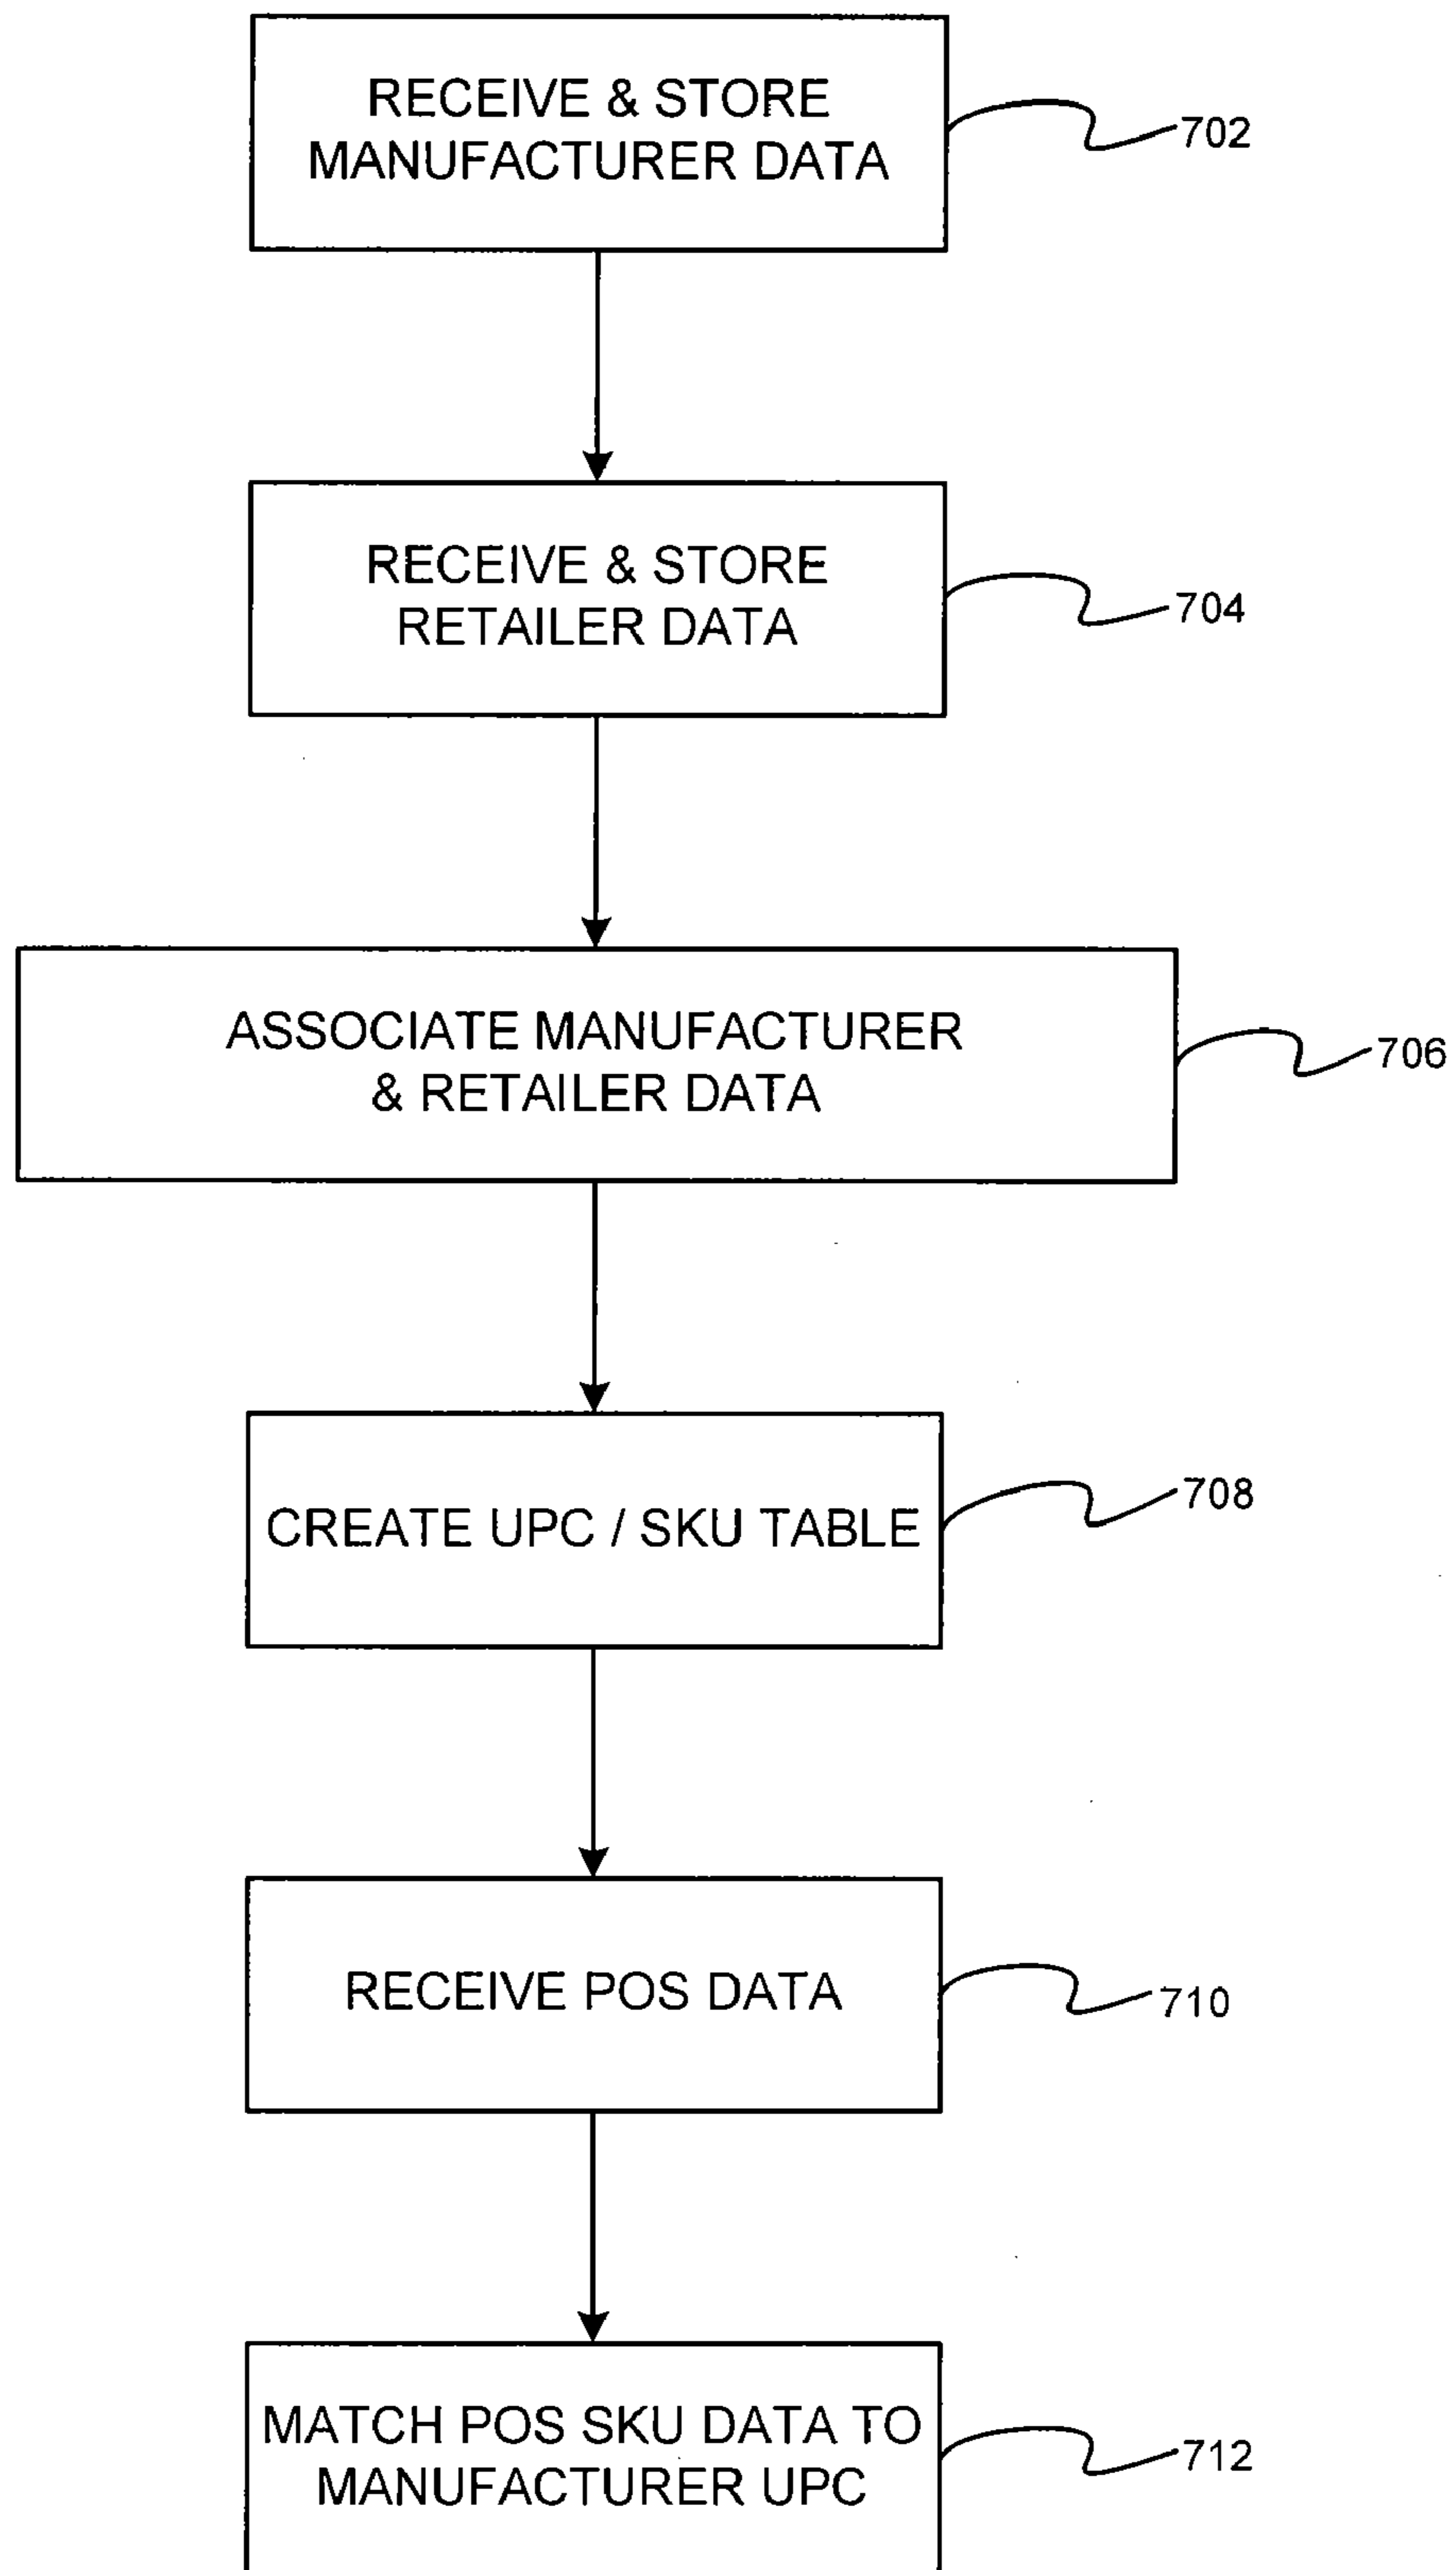 RECEIVE & STORE
MANUFACTURER DATA
702
RECEIVE & STORE
RETAILER DATA
704
ASSOCIATE MANUFACTURER
& RETAILER DATA
706
CREATE UPC / SKU TABLE
708
RECEIVE POS DATA
710
MATCH POS SKU DATA TO
MANUFACTURER UPC
712